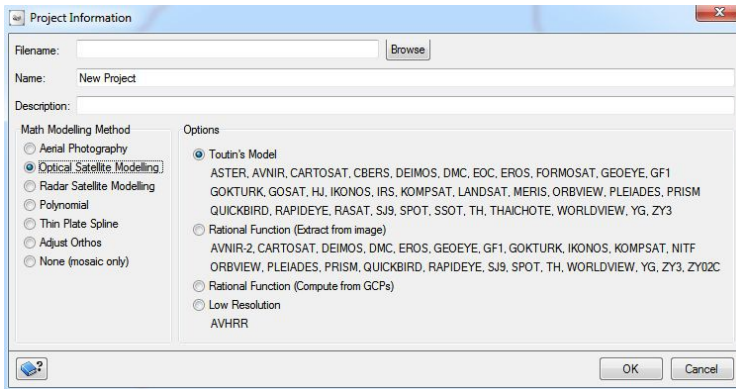 Project Information
Filename:
Browse
Name: New Project
Description:
Math Modelling Method
Aerial Photography
Optical Satellite Modelling
Radar Satellite Modelling
Polynomial
Thin Plate Spline
Adjust Orthos
None (mosaic only)
Options
Toutin's Model
ASTER, AVNIR, CARTOSAT, CBERS, DEIMOS, DMC, EOC, EROS, FORMOSAT, GEOEYE, GF1
GOKTURK, GOSAT, HJ, IKONOS, IRS, KOMPSAT, LANDSAT, MERIS, ORBVIEW, PLEIADES, PRISM
QUICKBIRD, RAPIDEYE, RASAT, SJ9, SPOT, SSOT, TH, THAICHOTE, WORLDVIEW, YG, ZY3
Rational Function (Extract from image)
AVNIR-2, CARTOSAT, DEIMOS, DMC, EROS, GEOEYE, GF1, GOKTURK, IKONOS, KOMPSAT, NITF
ORBVIEW, PLEIADES, PRISM, QUICKBIRD, RAPIDEYE, SJ9, SPOT, TH, WORLDVIEW, YG, ZY3, ZY02C
Rational Function (Compute from GCPs)
Low Resolution
AVHRR
?
OK
Cancel